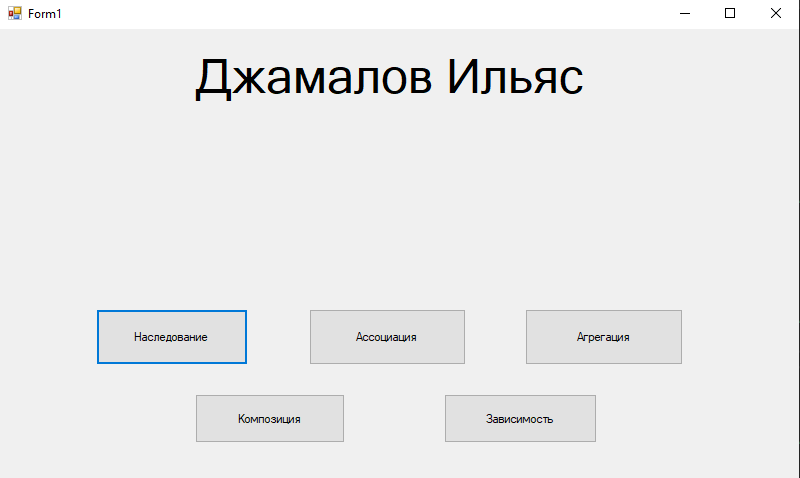 Form1
Джамалов Ильяс
Наследование
Ассоциация
Агрегация
Композиция
Зависимость